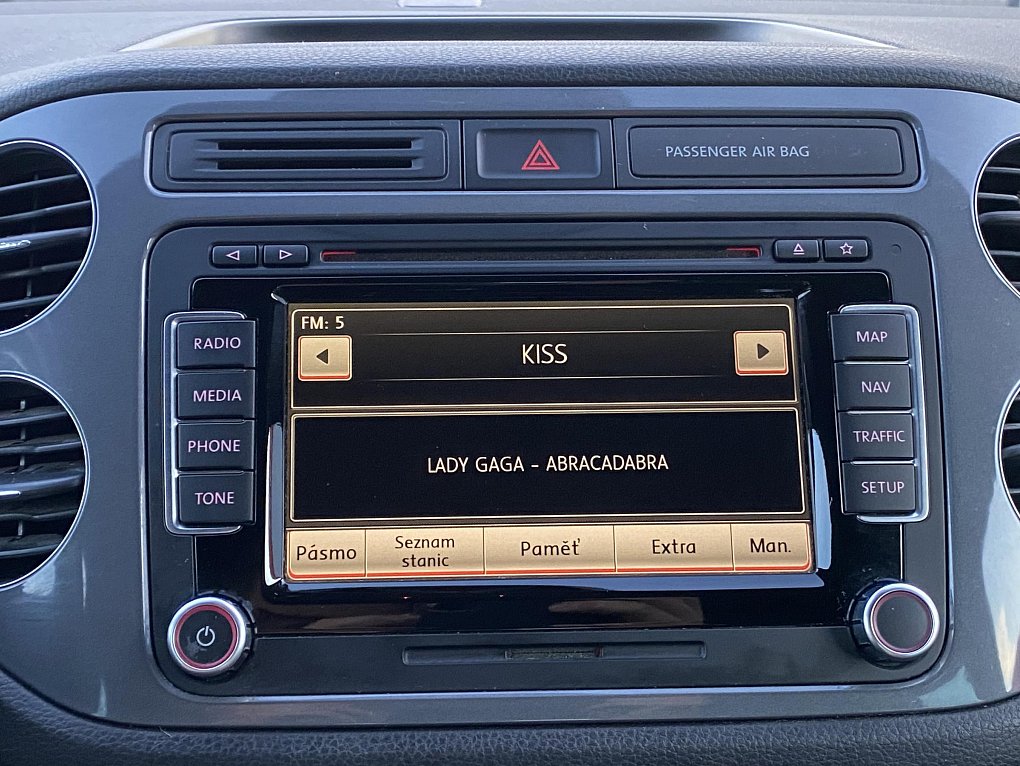 PASSENGER AIR BAG
FM: 5
KISS
RADIO
MEDIA
PHONE
TONE
MAP
NAV
TRAFFIC
SETUP
LADY GAGA - ABRACADABRA
Pásmo
Seznam
stanic
Paměť
Extra
Man.